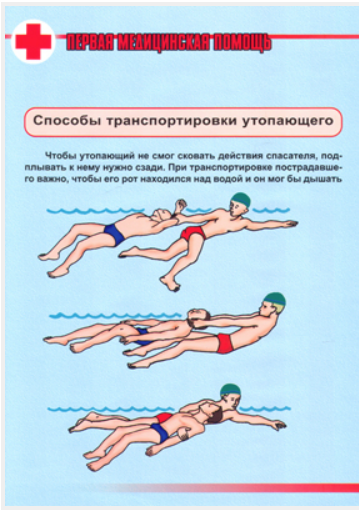 ПЕРВАЯ МЕДИЦИНСКАЯ ПОМОЩЬ
Способы транспортировки утопающего
Чтобы утопающий не смог сковать действия спасателя, под-
плывать к нему нужно сзади. При транспортировке пострадавше-
го важно, чтобы его рот находился над водой и он мог бы дышать